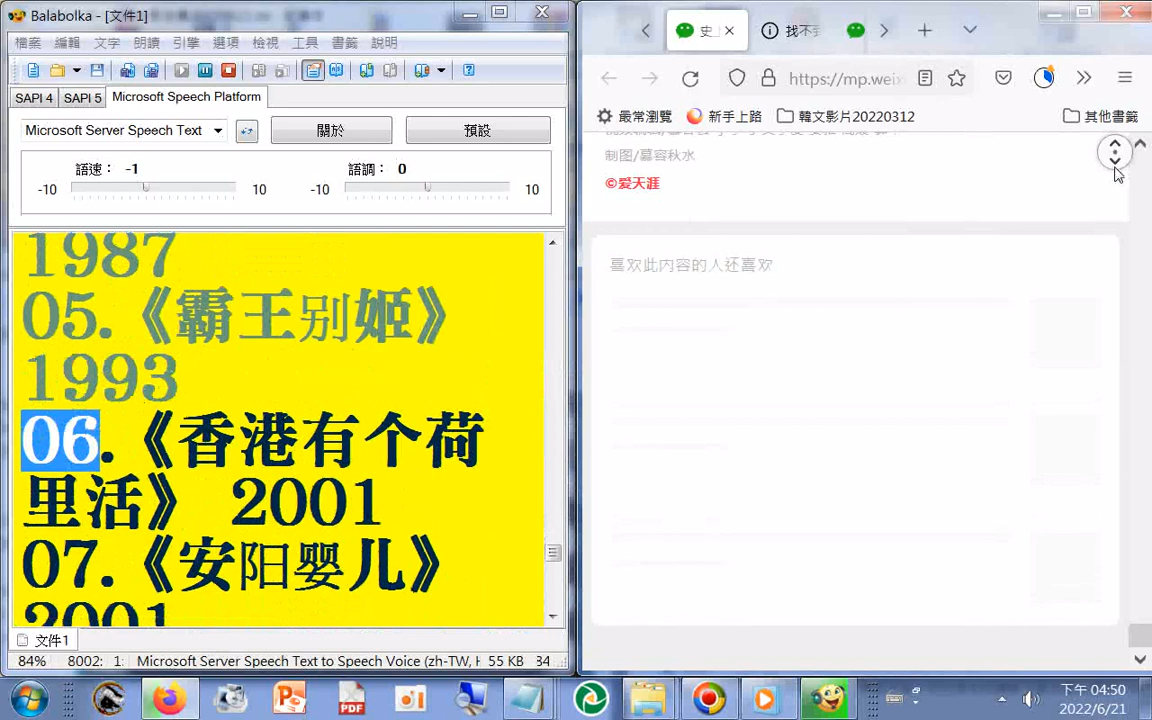 Balabolka - [文件1]
檔案 編輯 文字 朗讀 引擎 選項 檢視 工具 書籤 說明
SAPI 4 SAPI 5 Microsoft Speech Platform
Microsoft Server Speech Text 關於 預設
語速： -1 語調： 0
-10 10 -10 10
1987
05.《霸王别姬》
1993
06.《香港有个荷
里活》 2001
07.《安阳婴儿》
2001
文件1
84% 8002: 1: Microsoft Server Speech Text to Speech Voice (zh-TW, H 55 KB 34
史 找不
https://mp.weix
最常瀏覽 新手上路 韓文影片20220312 其他書籤
制图/慕容秋水
©爱天涯
喜欢此内容的人还喜欢
PDF
下午 04:50
2022/6/21